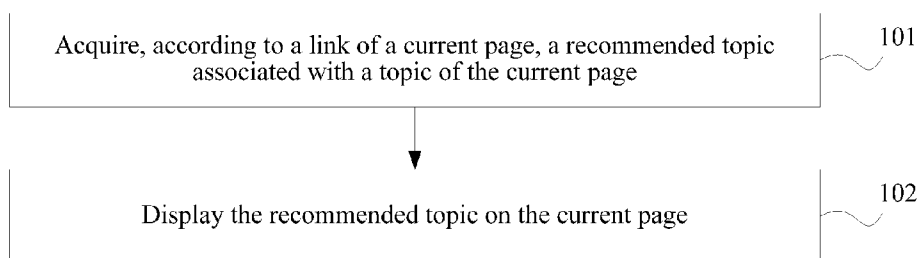 Acquire, according to a link of a current page, a recommended topic
associated with a topic of the current page
101
Display the recommended topic on the current page
102